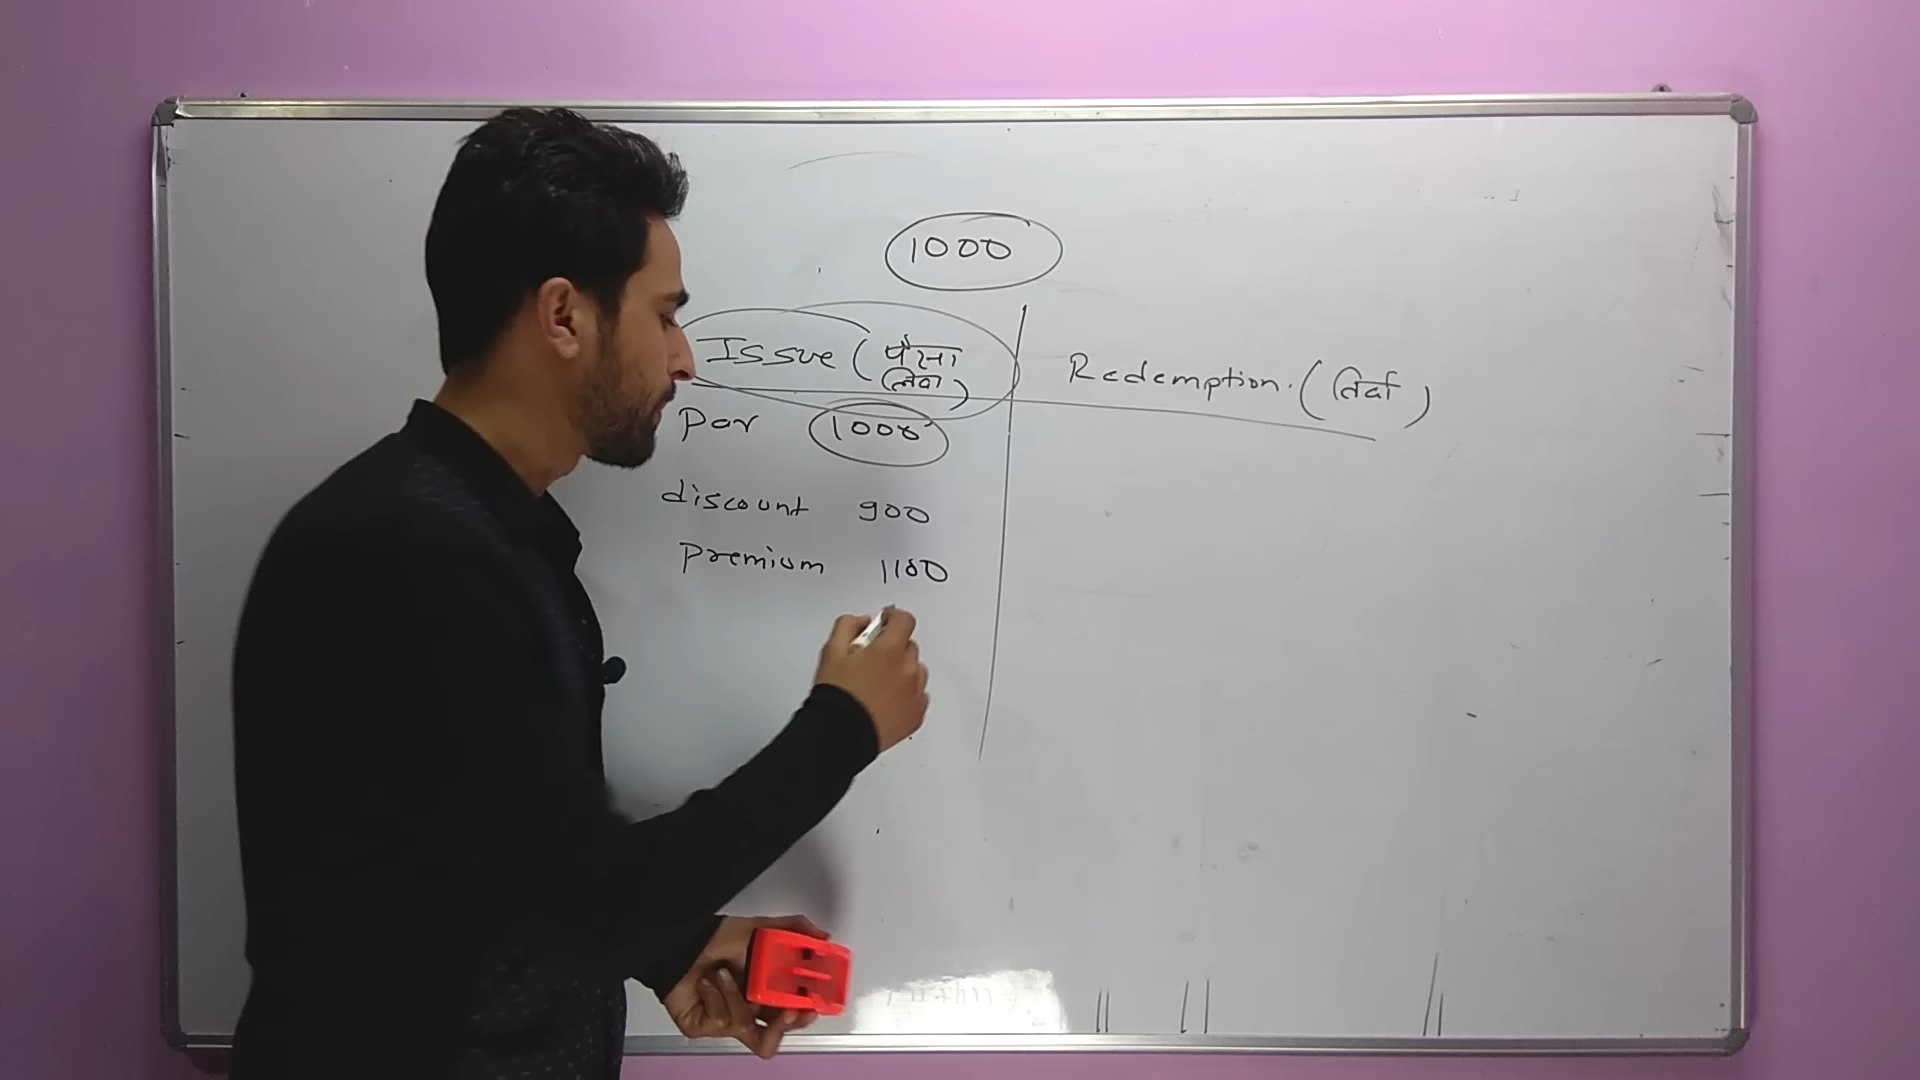 1000
Issue (पैसा
लिदा)
Redemption. (तिर्दा)
Par 1000
discount 900
Premium 1100